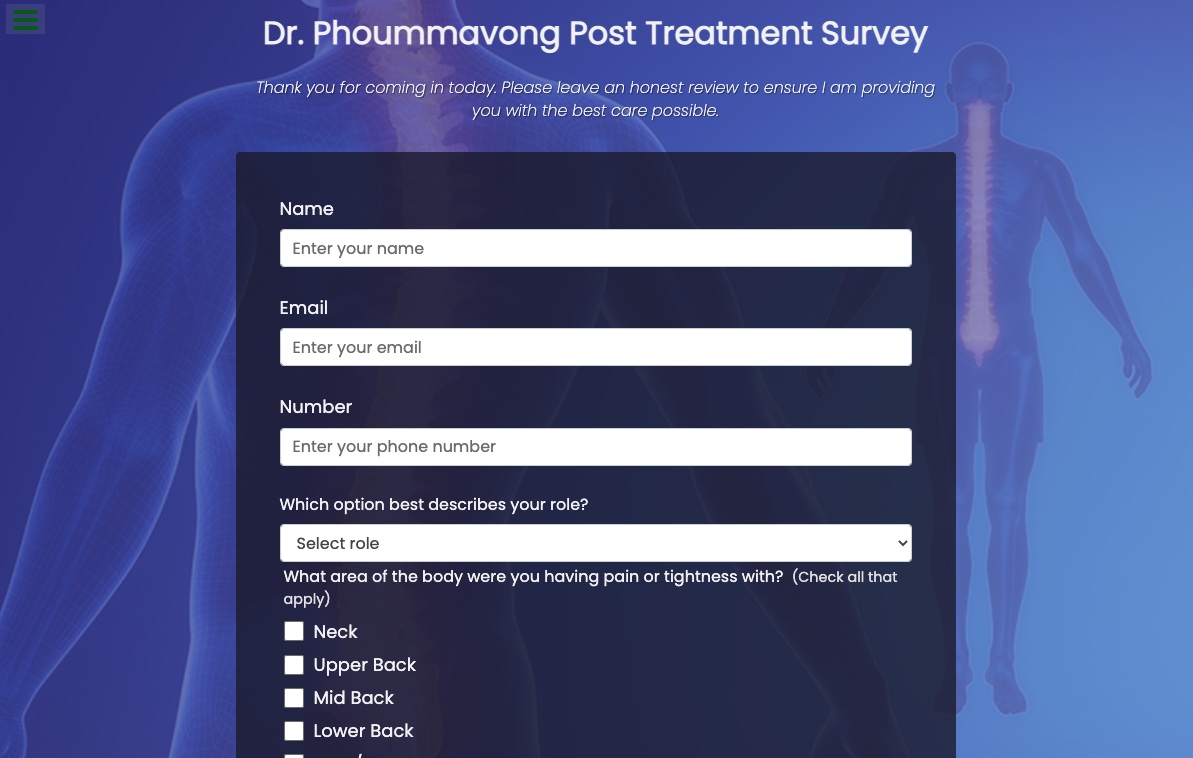 Dr. Phoummavong Post Treatment Survey
Thank you for coming in today. Please leave an honest review to ensure I am providing
you with the best care possible.
Name
Enter your name
Email
Enter your email
Number
Enter your phone number
Which option best describes your role?
Select role
What area of the body were you having pain or tightness with? (Check all that
apply)
Neck
Upper Back
Mid Back
Lower Back